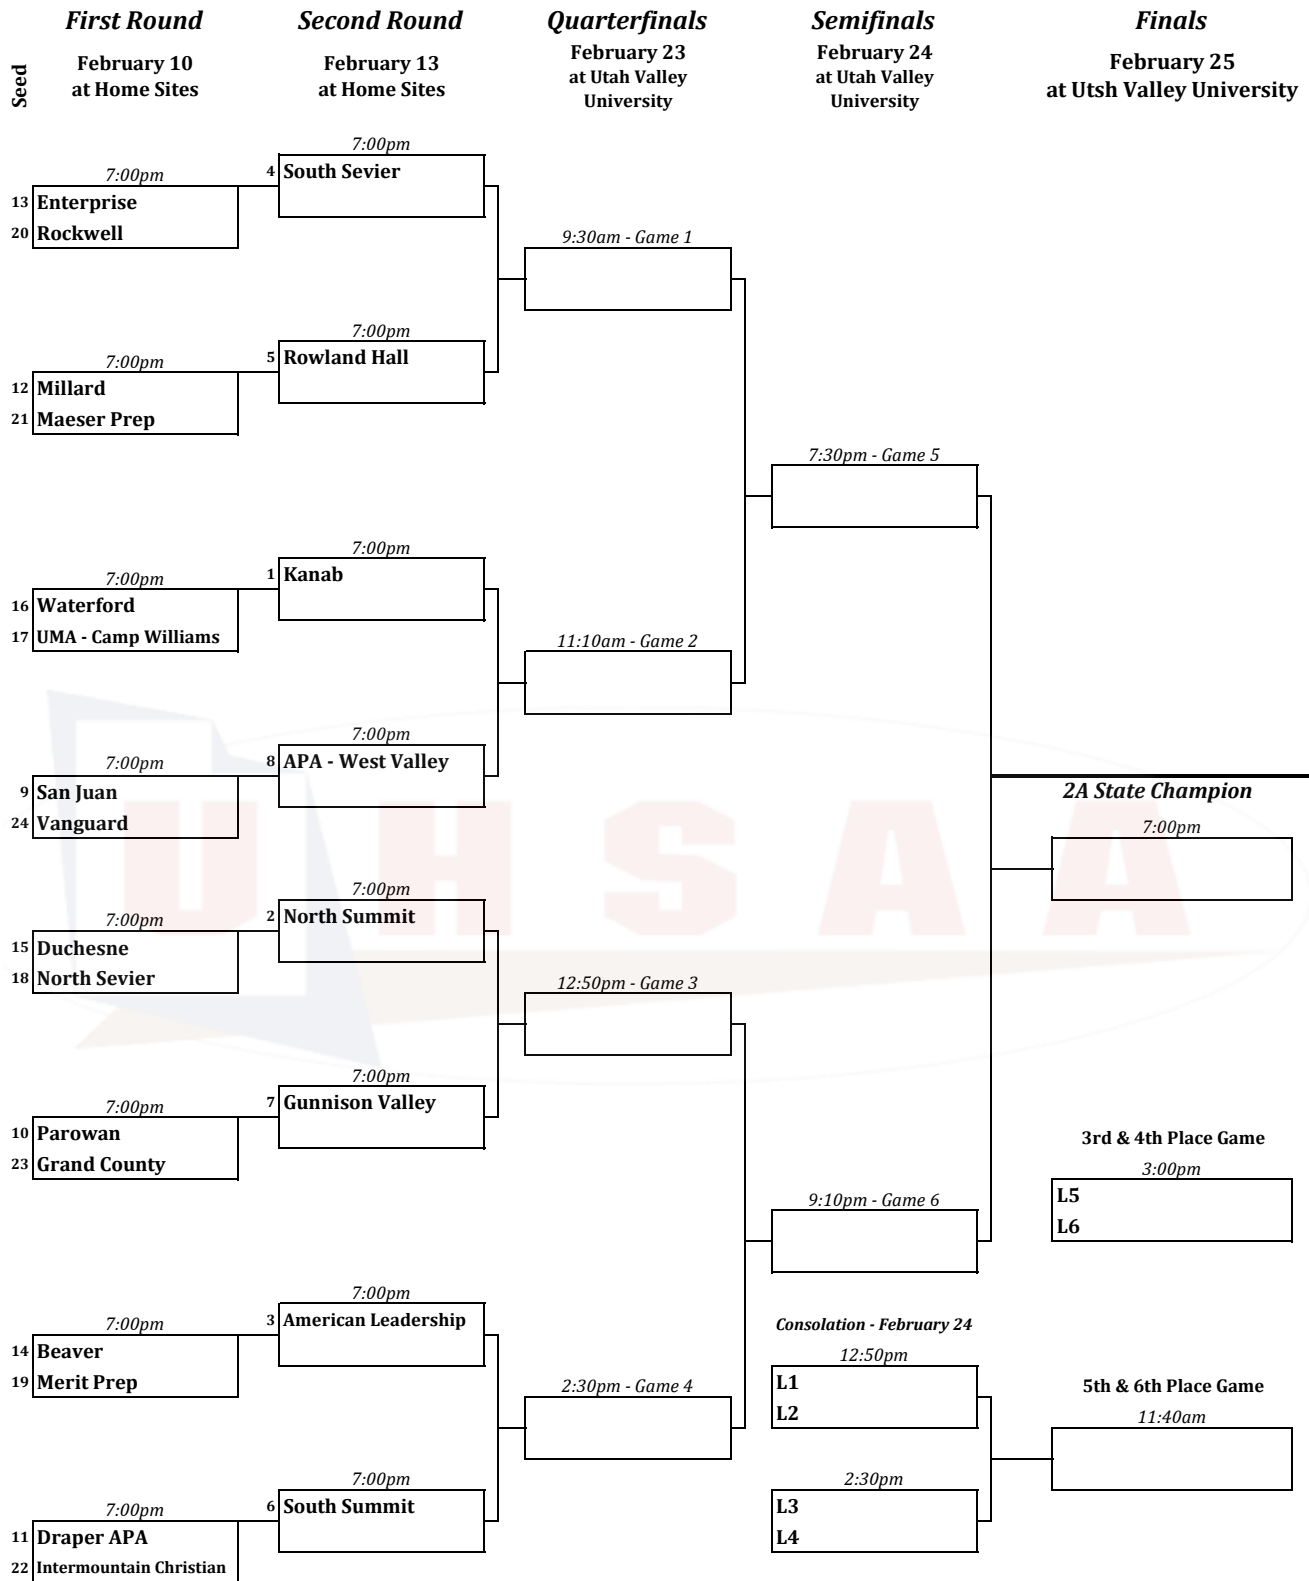 First Round
February 10
at Home Sites
Second Round
February 13
at Home Sites
Quarterfinals
February 23
at Utah Valley
University
Semifinals
February 24
at Utah Valley
University
Finals
February 25
at Utsh Valley University
Seed
7:00pm
13 Enterprise
20 Rockwell
7:00pm
12 Millard
21 Maeser Prep
7:00pm
16 Waterford
17 UMA - Camp Williams
7:00pm
9 San Juan
24 Vanguard
7:00pm
15 Duchesne
18 North Sevier
7:00pm
10 Parowan
23 Grand County
7:00pm
14 Beaver
19 Merit Prep
7:00pm
11 Draper APA
22 Intermountain Christian
7:00pm
4 South Sevier
7:00pm
5 Rowland Hall
7:00pm
1 Kanab
7:00pm
8 APA - West Valley
7:00pm
2 North Summit
7:00pm
7 Gunnison Valley
7:00pm
3 American Leadership
7:00pm
6 South Summit
9:30am - Game 1
11:10am - Game 2
12:50pm - Game 3
2:30pm - Game 4
7:30pm - Game 5
9:10pm - Game 6
Consolation - February 24
12:50pm
L1
L2
2:30pm
L3
L4
2A State Champion
7:00pm
3rd & 4th Place Game
3:00pm
L5
L6
5th & 6th Place Game
11:40am
UHSAA